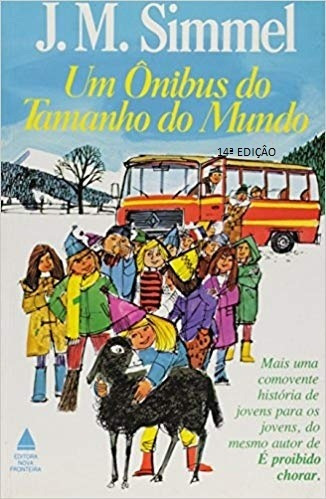 J. M. Simmel
Um Ônibus do
Tamanho do Mundo
14ª EDIÇÃO
Mais uma
comovente
história de
jovens para os
jovens, do
mesmo autor de
É proibido
chorar.
EDITORA
NOVA
FRONTEIRA